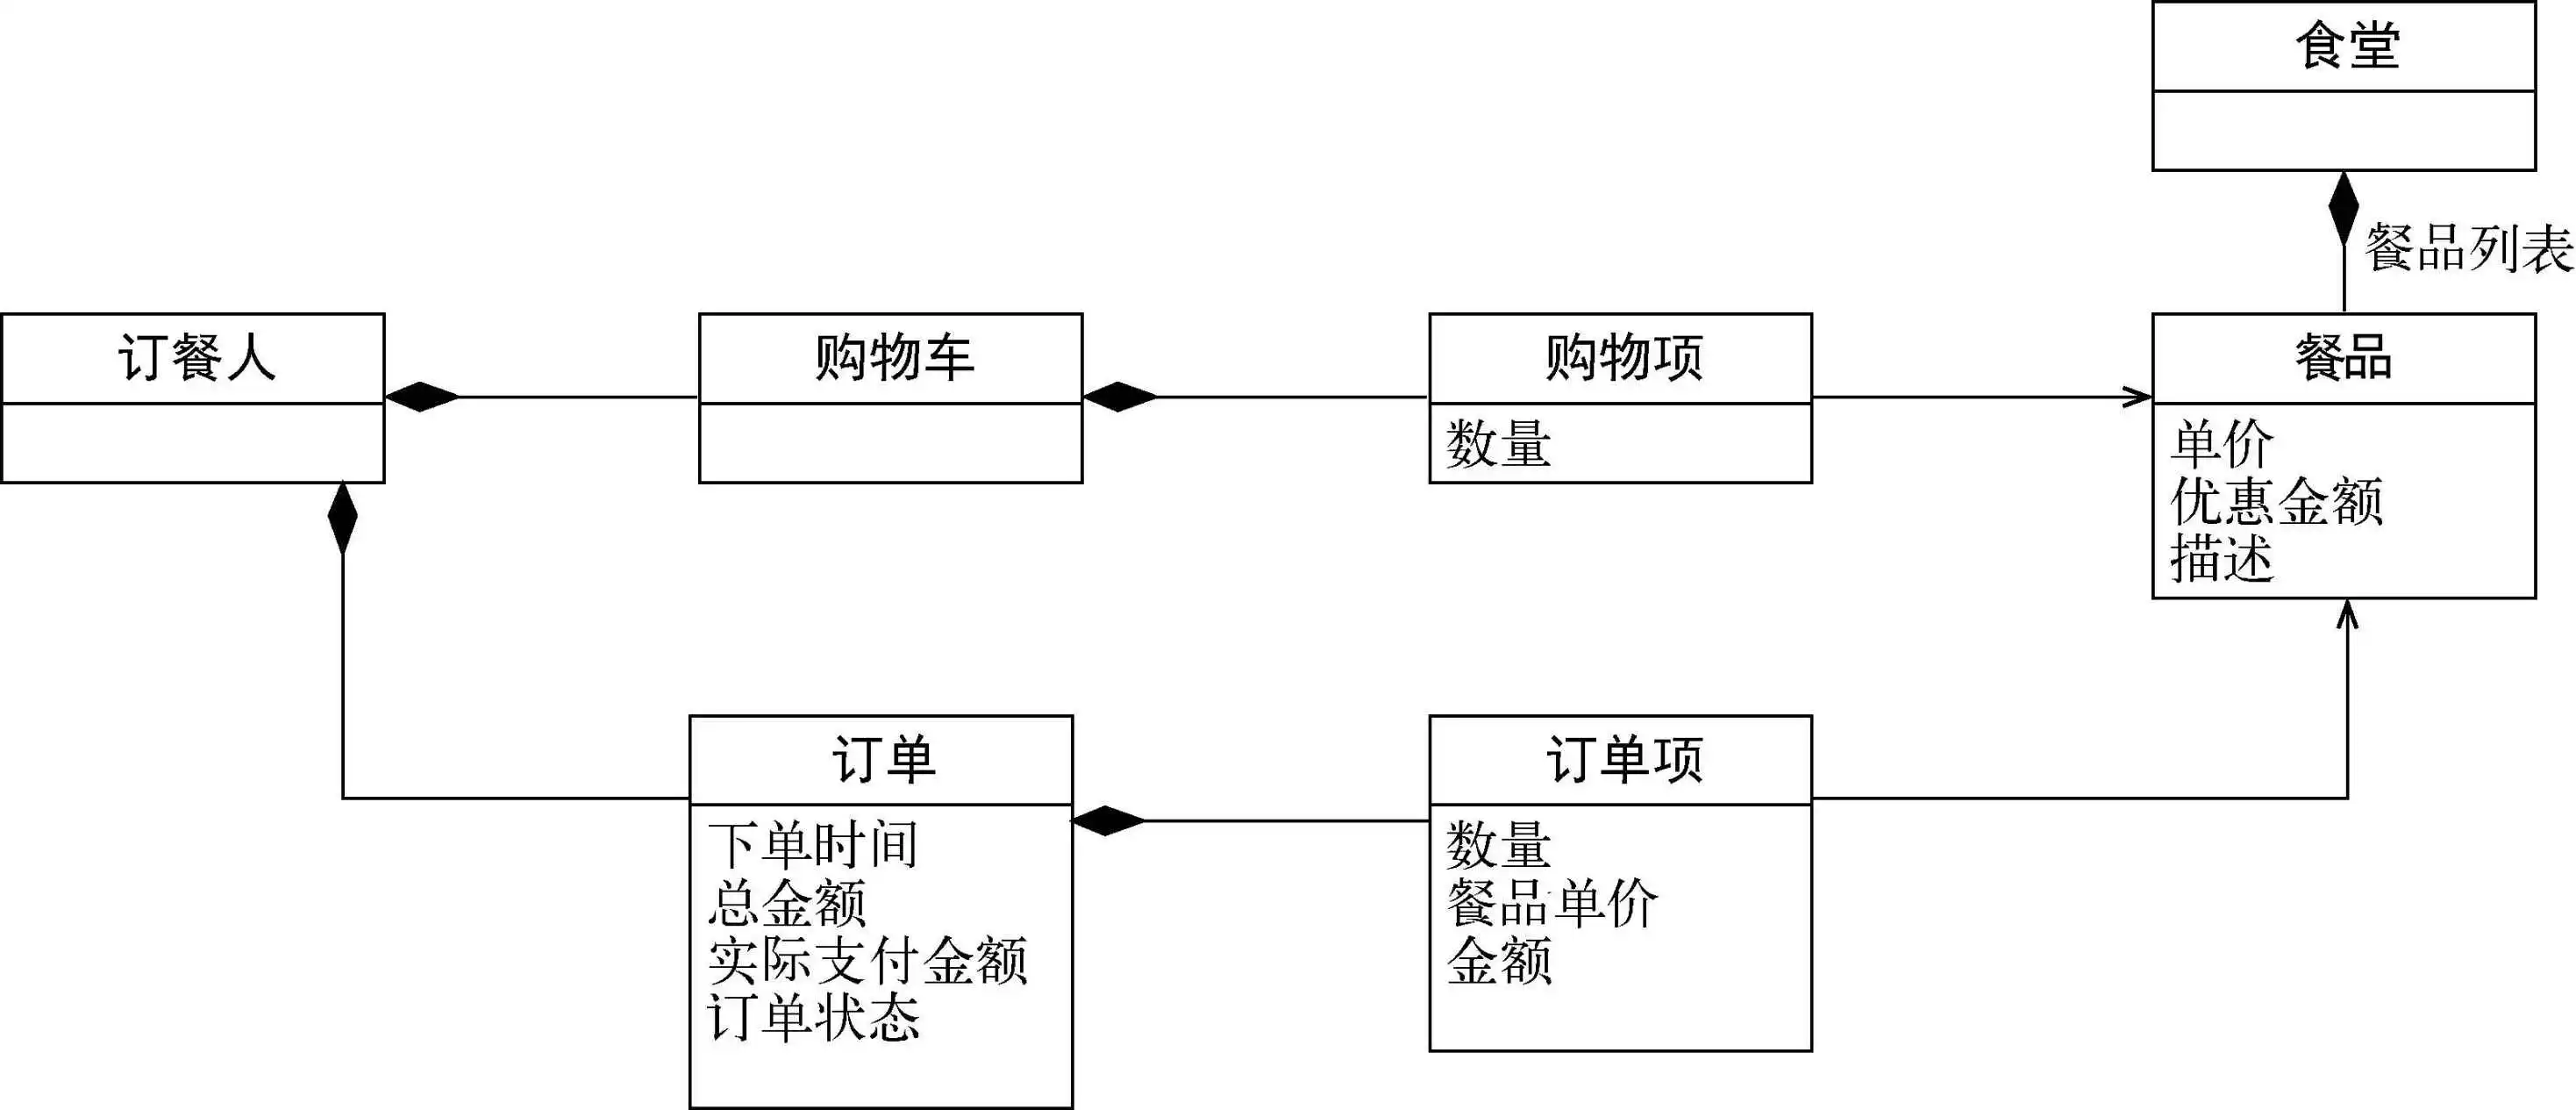 食堂
餐品列表
订餐人
购物车
购物项
数量
餐品
单价
优惠金额
描述
订单
下单时间
总金额
实际支付金额
订单状态
订单项
数量
餐品单价
金额